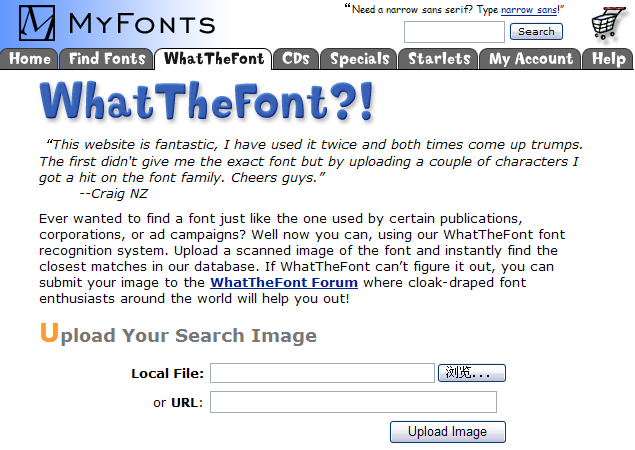 MYFONTS
“Need a narrow sans serif? Type narrow sans!”
Search
Home Find Fonts WhatTheFont CDs Specials Starlets My Account Help
WhatTheFont?!
“This website is fantastic, I have used it twice and both times come up trumps.
The first didn't give me the exact font but by uploading a couple of characters I
got a hit on the font family. Cheers guys.”
--Craig NZ
Ever wanted to find a font just like the one used by certain publications,
corporations, or ad campaigns? Well now you can, using our WhatTheFont font
recognition system. Upload a scanned image of the font and instantly find the
closest matches in our database. If WhatTheFont can’t figure it out, you can
submit your image to the WhatTheFont Forum where cloak-draped font
enthusiasts around the world will help you out!
Upload Your Search Image
Local File: 浏览...
or URL:
Upload Image